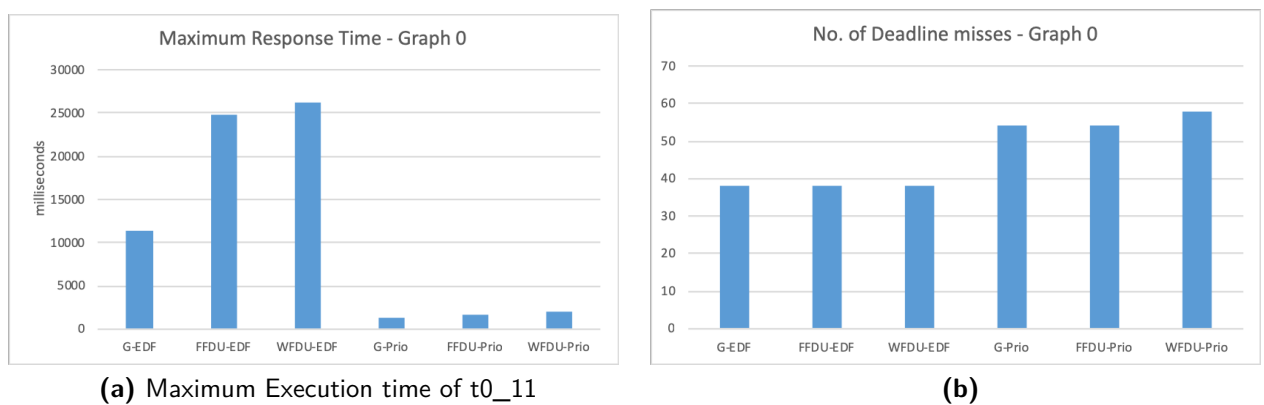 Maximum Response Time - Graph 0
30000
25000
20000
15000
10000
5000
0
milliseconds
G-EDF FFDU-EDF WFDU-EDF G-Prio FFDU-Prio WFDU-Prio
(a) Maximum Execution time of t0_11
No. of Deadline misses - Graph 0
70
60
50
40
30
20
10
0
G-EDF FFDU-EDF WFDU-EDF G-Prio FFDU-Prio WFDU-Prio
(b)